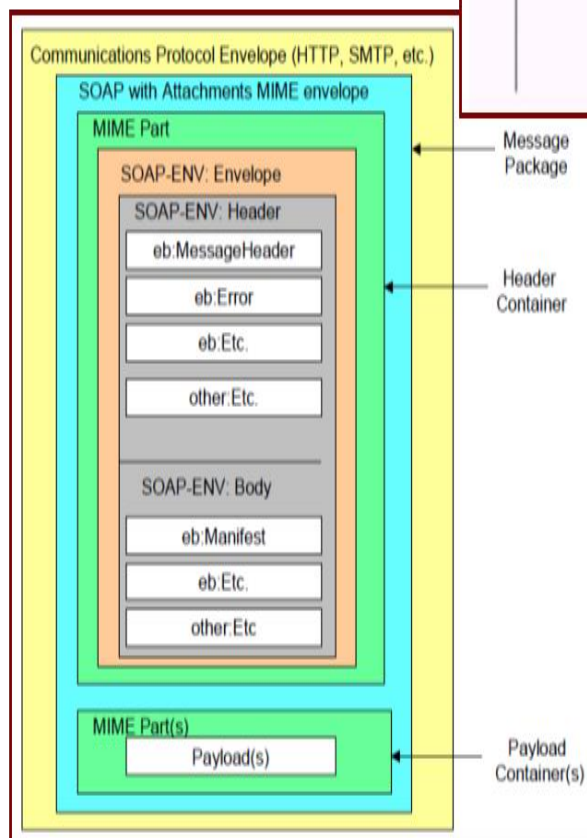 Communications Protocol Envelope (HTTP, SMTP, etc.)
SOAP with Attachments MIME envelope
MIME Part
SOAP-ENV: Envelope
SOAP-ENV: Header
eb:MessageHeader
eb:Error
eb:Etc.
other:Etc.
SOAP-ENV: Body
eb:Manifest
eb:Etc.
other:Etc
MIME Part(s)
Payload(s)
Message
Package
Header
Container
Payload
Container(s)